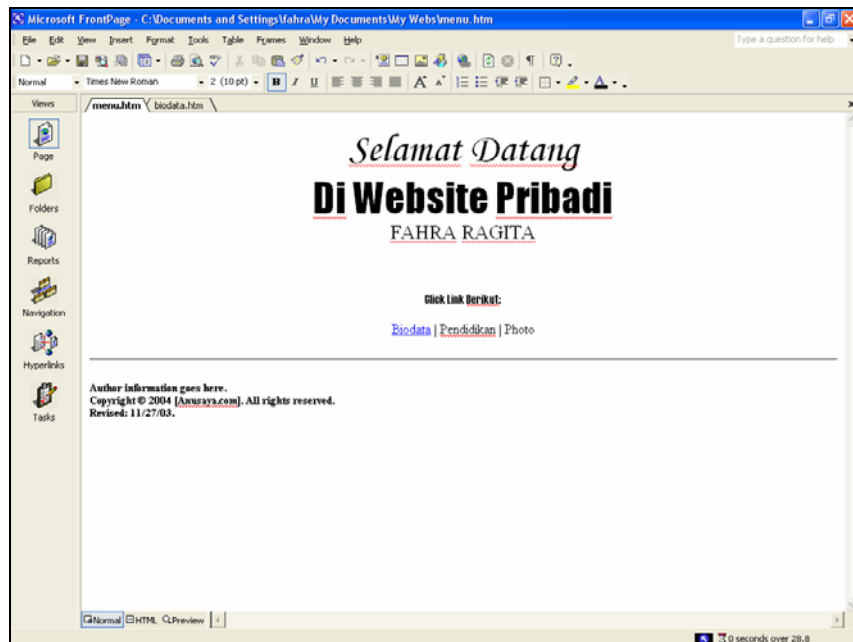 Microsoft FrontPage - C:\Documents and Settings\fahra\My Documents\My Webs\menu.htm
File Edit View Insert Format Tools Table Frames Window Help Type a question for help
Normal Times New Roman 2 (10 pt) B I U A A A
Views menu.htm biodata.htm
Page
Folders
Reports
Navigation
Hyperlinks
Tasks
Selamat Datang
Di Website Pribadi
FAHRA RAGITA
Click Link Berikut:
Biodata | Pendidikan | Photo
Author information goes here.
Copyright © 2004 [Anusaya.com]. All rights reserved.
Revised: 11/27/03.
Normal HTML Preview
0 seconds over 28.8